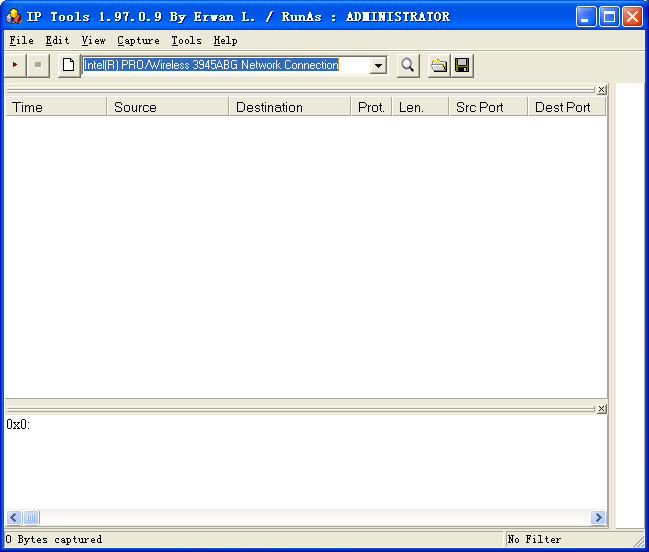 IP Tools 1.97.0.9 By Erwan L. / RunAs : ADMINISTRATOR
File Edit View Capture Tools Help
Intel(R) PRO/Wireless 3945ABG Network Connection
Time Source Destination Prot. Len. Src Port Dest Port
0x0:
0 Bytes captured No Filter